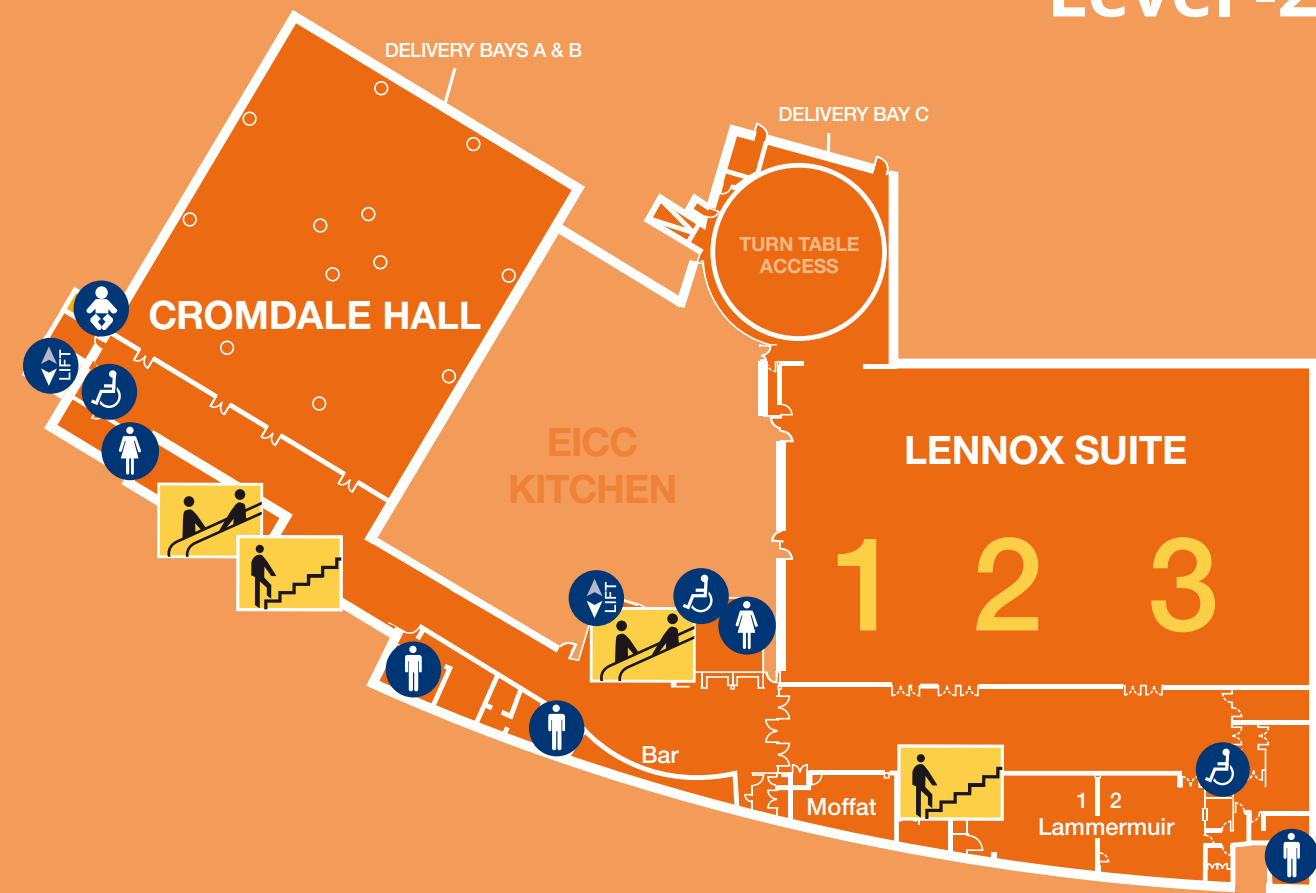 Level -2
DELIVERY BAYS A & B
DELIVERY BAY C
TURN TABLE
ACCESS
CROMDALE HALL
LIFT
EICC
KITCHEN
LENNOX SUITE
1 2 3
LIFT
Bar
Moffat
1 2
Lammermuir